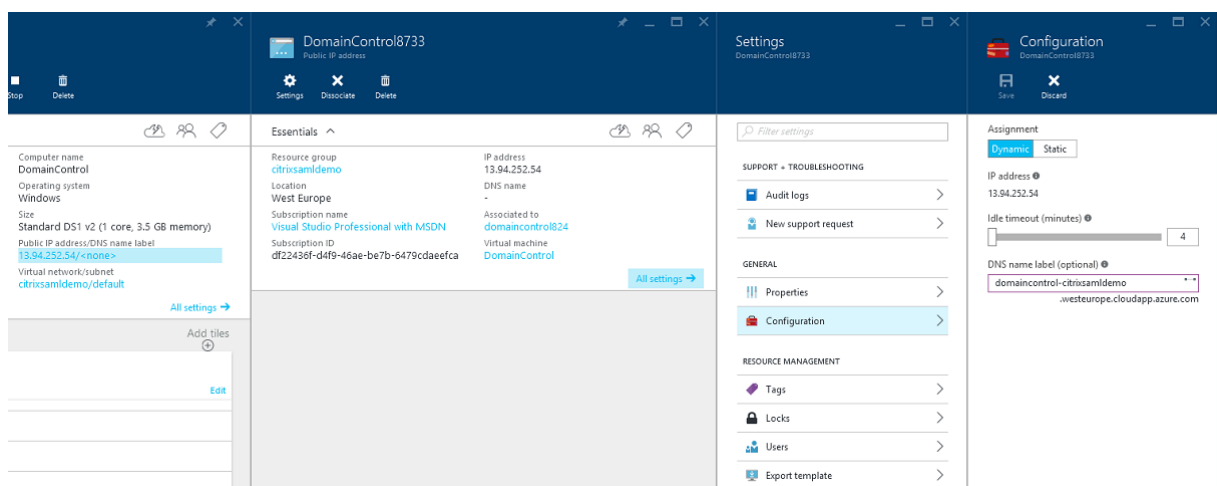 Stop
Delete
Computer name
DomainControl
Operating system
Windows
Size
Standard DS1 v2 (1 core, 3.5 GB memory)
Public IP address/DNS name label
13.94.252.54/<none>
Virtual network/subnet
citrixsamldemo/default
All settings →
Add tiles
Edit
DomainControl8733
Public IP address
Settings
Dissociate
Delete
Essentials
Resource group
citrixsamldemo
Location
West Europe
Subscription name
Visual Studio Professional with MSDN
Subscription ID
df22436f-d4f9-46ae-be7b-6479cdaeefca
IP address
13.94.252.54
DNS name
-
Associated to
domaincontrol824
Virtual machine
DomainControl
All settings →
Settings
DomainControl8733
Filter settings
SUPPORT + TROUBLESHOOTING
Audit logs
New support request
GENERAL
Properties
Configuration
RESOURCE MANAGEMENT
Tags
Locks
Users
Export template
Configuration
DomainControl8733
Save
Discard
Assignment
Dynamic
Static
IP address
13.94.252.54
Idle timeout (minutes)
4
DNS name label (optional)
domaincontrol-citrixsamldemo
.westeurope.cloudapp.azure.com